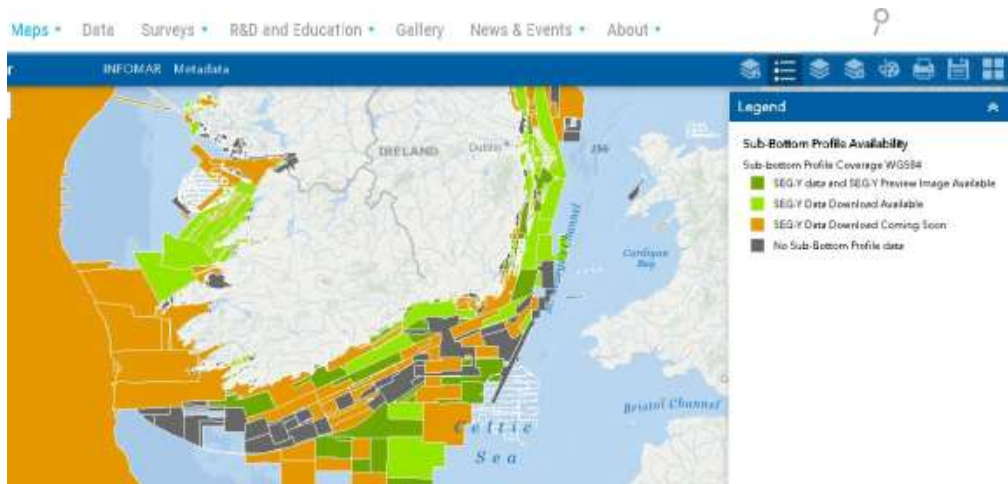 Maps Data Surveys R&D and Education Gallery News & Events About
r INFOMAR Metadata
Legend
Sub-Bottom Profile Availability
Sub-bottom Profile Coverage WGS84
SEG-Y data and SEG-Y Preview Image Available
SEG-Y Data Download Available
SEG-Y Data Download Coming Soon
No Sub-Bottom Profile data
IRELAND
Dublin
156
Channel
Cardigan
Bay
Bristol Channel
Celtic
Sea